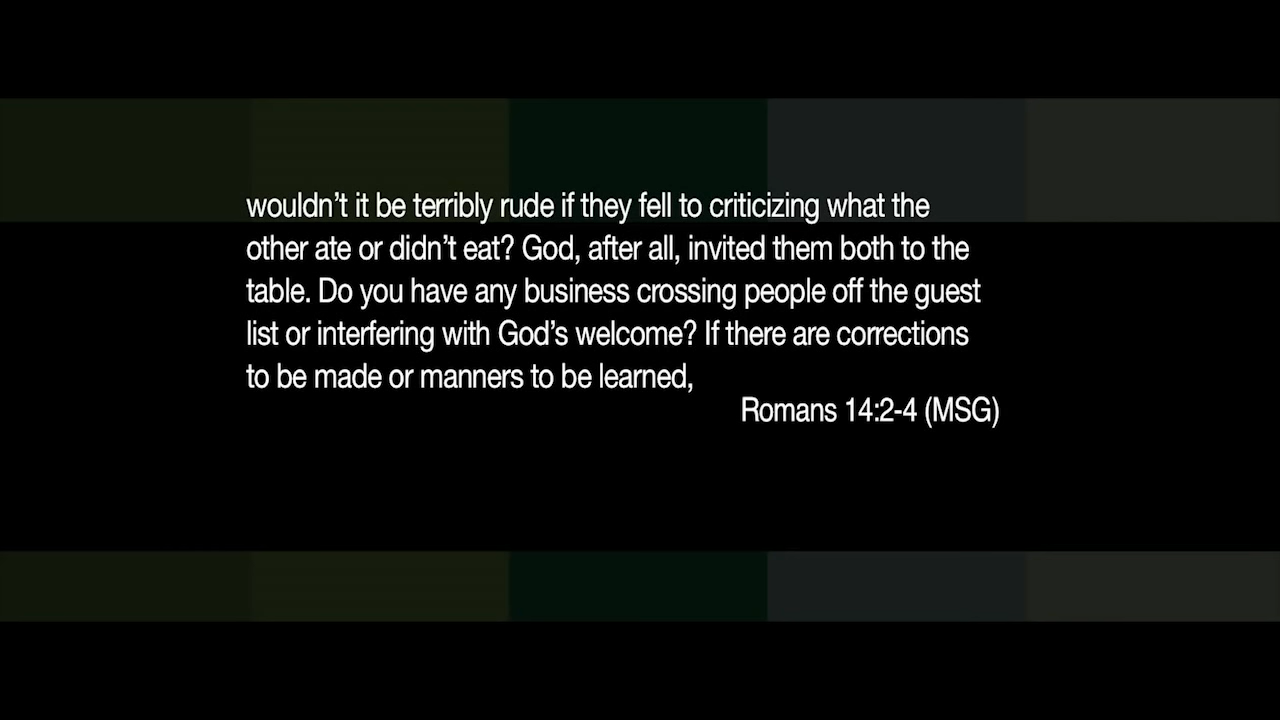 wouldn’t it be terribly rude if they fell to criticizing what the
other ate or didn’t eat? God, after all, invited them both to the
table. Do you have any business crossing people off the guest
list or interfering with God’s welcome? If there are corrections
to be made or manners to be learned,
Romans 14:2-4 (MSG)